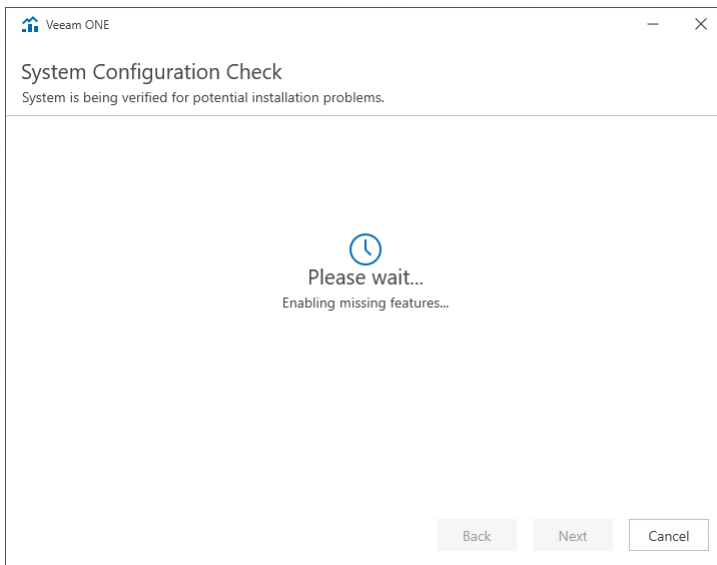 Veeam ONE
System Configuration Check
System is being verified for potential installation problems.
Please wait...
Enabling missing features...
Back Next Cancel